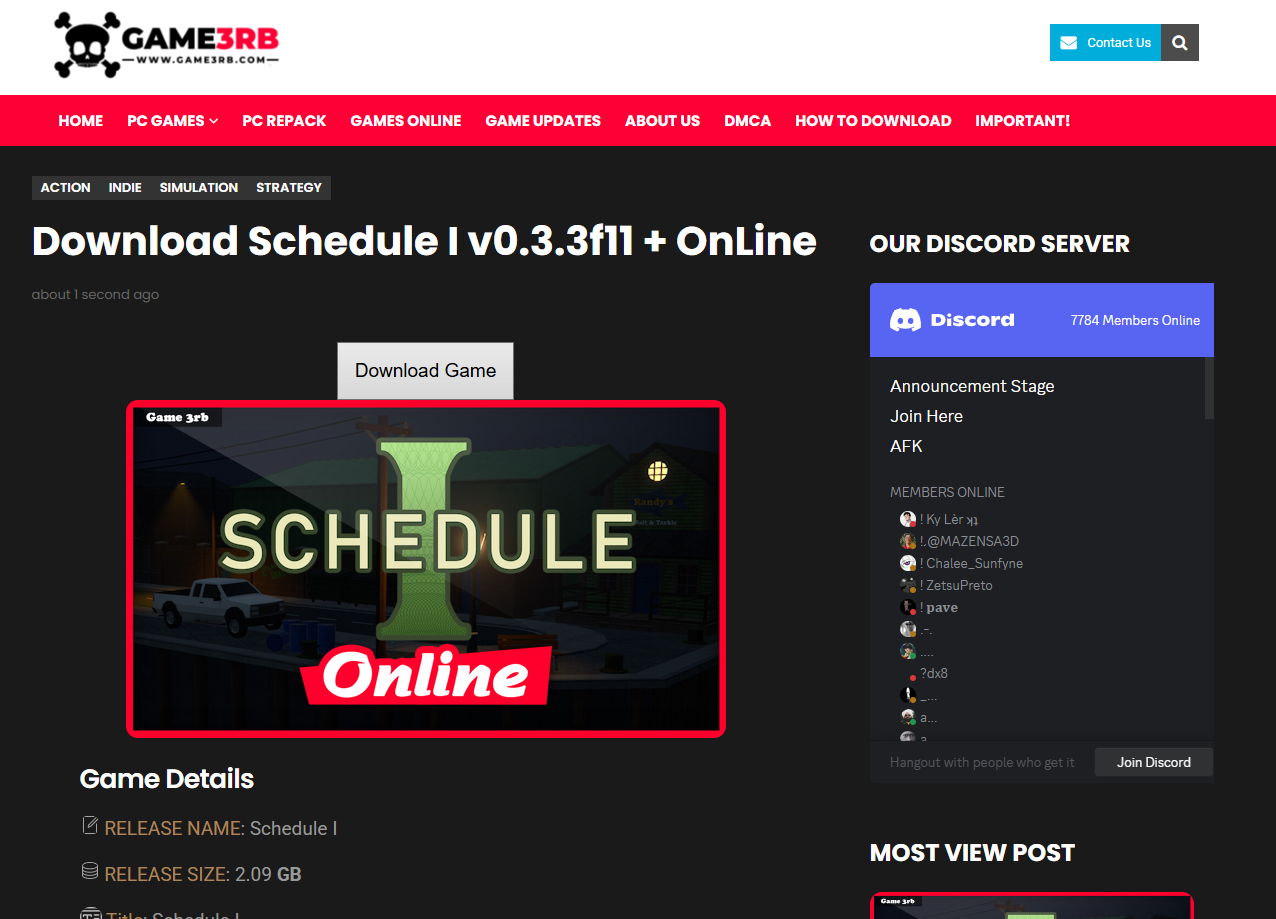 GAME3RB
WWW.GAME3RB.COM
Contact Us
HOME PC GAMES PC REPACK GAMES ONLINE GAME UPDATES ABOUT US DMCA HOW TO DOWNLOAD IMPORTANT!
ACTION INDIE SIMULATION STRATEGY
Download Schedule I v0.3.3f11 + OnLine
about 1 second ago
Download Game
Game 3rb
Randy's
Bait & Tackle
SCHEDULE
I
Online
Game Details
RELEASE NAME: Schedule I
RELEASE SIZE: 2.09 GB
Title: Schedule I
OUR DISCORD SERVER
Discord
7784 Members Online
Announcement Stage
Join Here
AFK
MEMBERS ONLINE
! Ky Lèr
!.@MAZENSA3D
! Chalee_Sunfyne
! ZetsuPreto
! pave
.-.
....
?dx8
_...
a...
Hangout with people who get it
Join Discord
MOST VIEW POST
Game 3rb